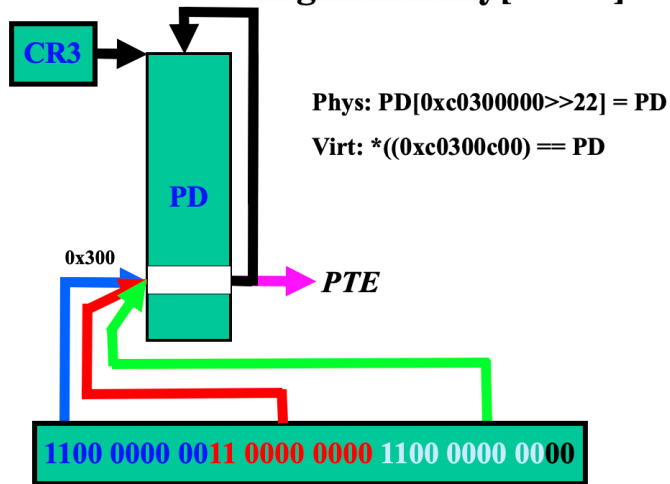 CR3
Phys: PD[0xc0300000>>22] = PD
Virt: *((0xc0300c00) == PD
PD
0x300
PTE
1100 0000 0011 0000 0000 1100 0000 0000